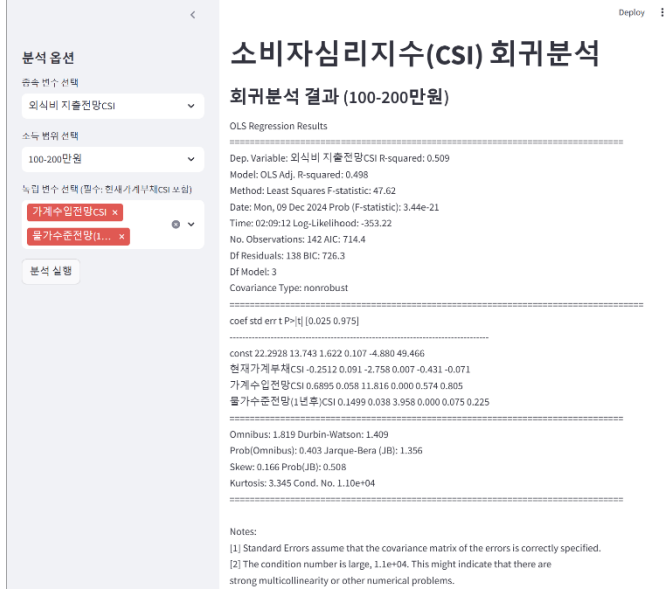 Deploy
분석 옵션
종속 변수 선택
외식비 지출전망CSI
소득 범위 선택
100-200만원
독립 변수 선택 (필수: 현재가계부채CSI 포함)
가계수입전망CSI ×
물가수준전망(1... ×
분석 실행
소비자심리지수(CSI) 회귀분석
회귀분석 결과 (100-200만원)
OLS Regression Results
==============================================================================
Dep. Variable: 외식비 지출전망CSI R-squared: 0.509
Model: OLS Adj. R-squared: 0.498
Method: Least Squares F-statistic: 47.62
Date: Mon, 09 Dec 2024 Prob (F-statistic): 3.44e-21
Time: 02:09:12 Log-Likelihood: -353.22
No. Observations: 142 AIC: 714.4
Df Residuals: 138 BIC: 726.3
Df Model: 3
Covariance Type: nonrobust
==================================================================================
coef std err t P>|t| [0.025 0.975]
----------------------------------------------------------------------------------
const 22.2928 13.743 1.622 0.107 -4.880 49.466
현재가계부채CSI -0.2512 0.091 -2.758 0.007 -0.431 -0.071
가계수입전망CSI 0.6895 0.058 11.816 0.000 0.574 0.805
물가수준전망(1년후)CSI 0.1499 0.038 3.958 0.000 0.075 0.225
==============================================================================
Omnibus: 1.819 Durbin-Watson: 1.409
Prob(Omnibus): 0.403 Jarque-Bera (JB): 1.356
Skew: 0.166 Prob(JB): 0.508
Kurtosis: 3.345 Cond. No. 1.10e+04
==============================================================================
Notes:
[1] Standard Errors assume that the covariance matrix of the errors is correctly specified.
[2] The condition number is large, 1.1e+04. This might indicate that there are
strong multicollinearity or other numerical problems.